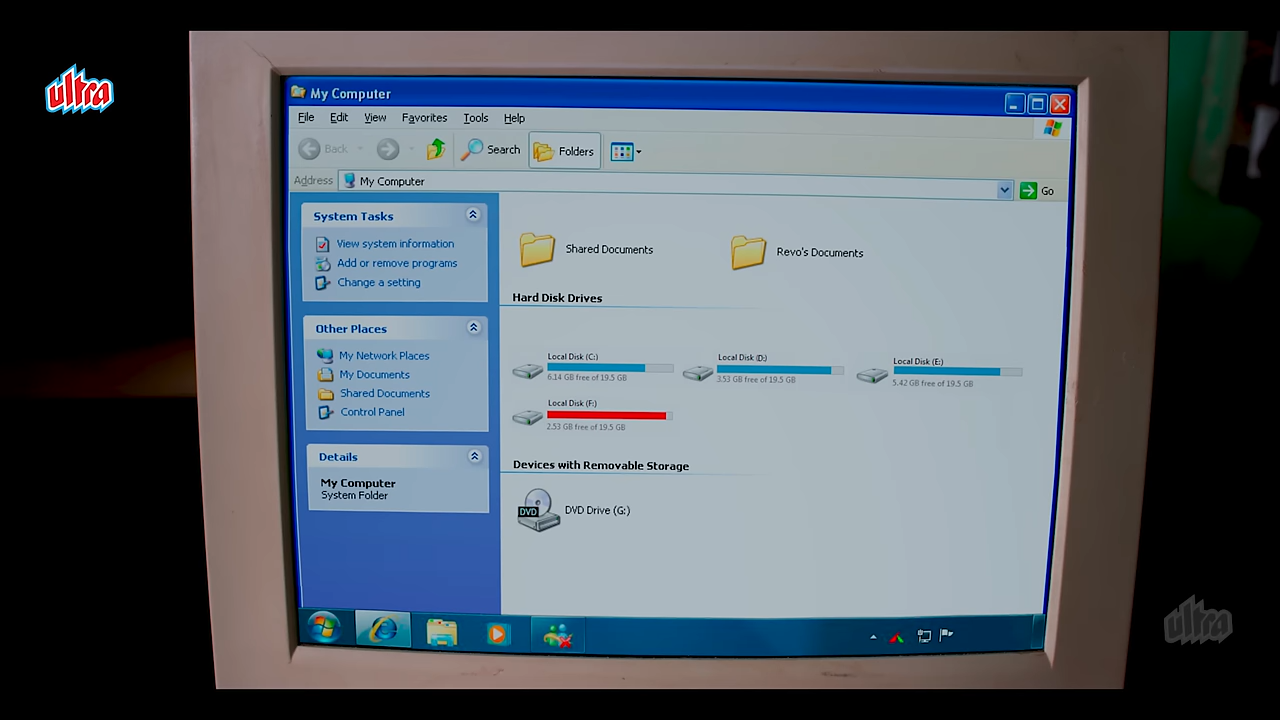 ultra
My Computer
File Edit View Favorites Tools Help
Back Search Folders
Address My Computer Go
System Tasks
View system information
Add or remove programs
Change a setting
Other Places
My Network Places
My Documents
Shared Documents
Control Panel
Details
My Computer
System Folder
Shared Documents Revo's Documents
Hard Disk Drives
Local Disk (C:)
6.14 GB free of 19.5 GB
Local Disk (D:)
3.53 GB free of 19.5 GB
Local Disk (E:)
5.42 GB free of 19.5 GB
Local Disk (F:)
2.53 GB free of 19.5 GB
Devices with Removable Storage
DVD
DVD Drive (G:)
ultra